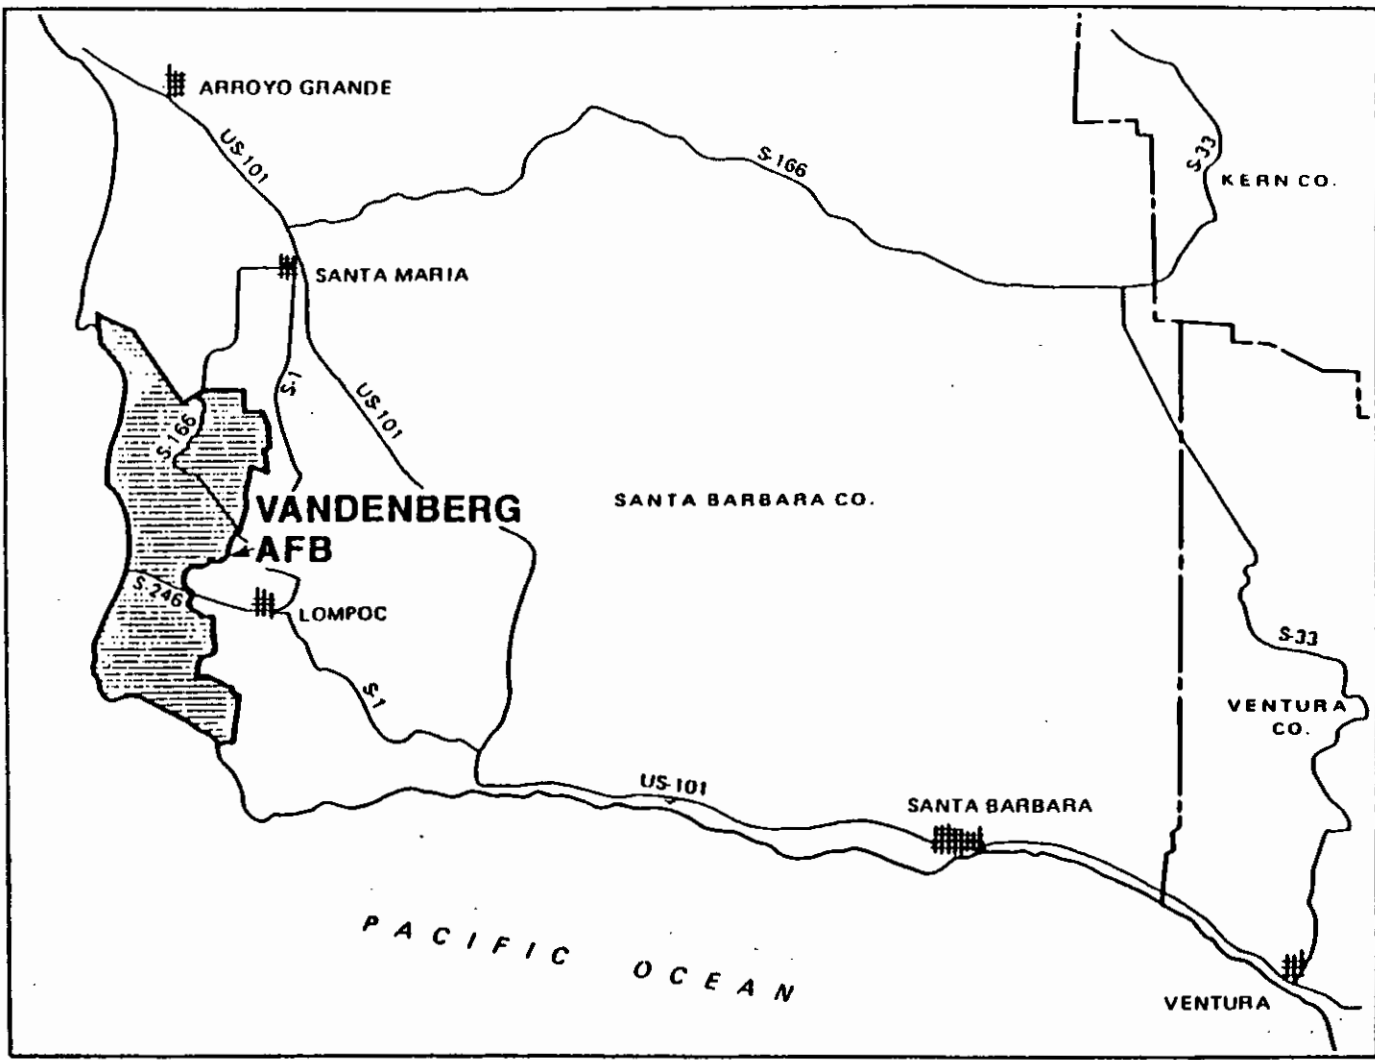 ARROYO GRANDE
US-101
S-166
S-33
KERN CO.
SANTA MARIA
S-1
US-101
S-166
SANTA BARBARA CO.
VANDENBERG
AFB
S-246
LOMPOC
S-33
S-1
VENTURA
CO.
US-101
SANTA BARBARA
PACIFIC OCEAN
VENTURA